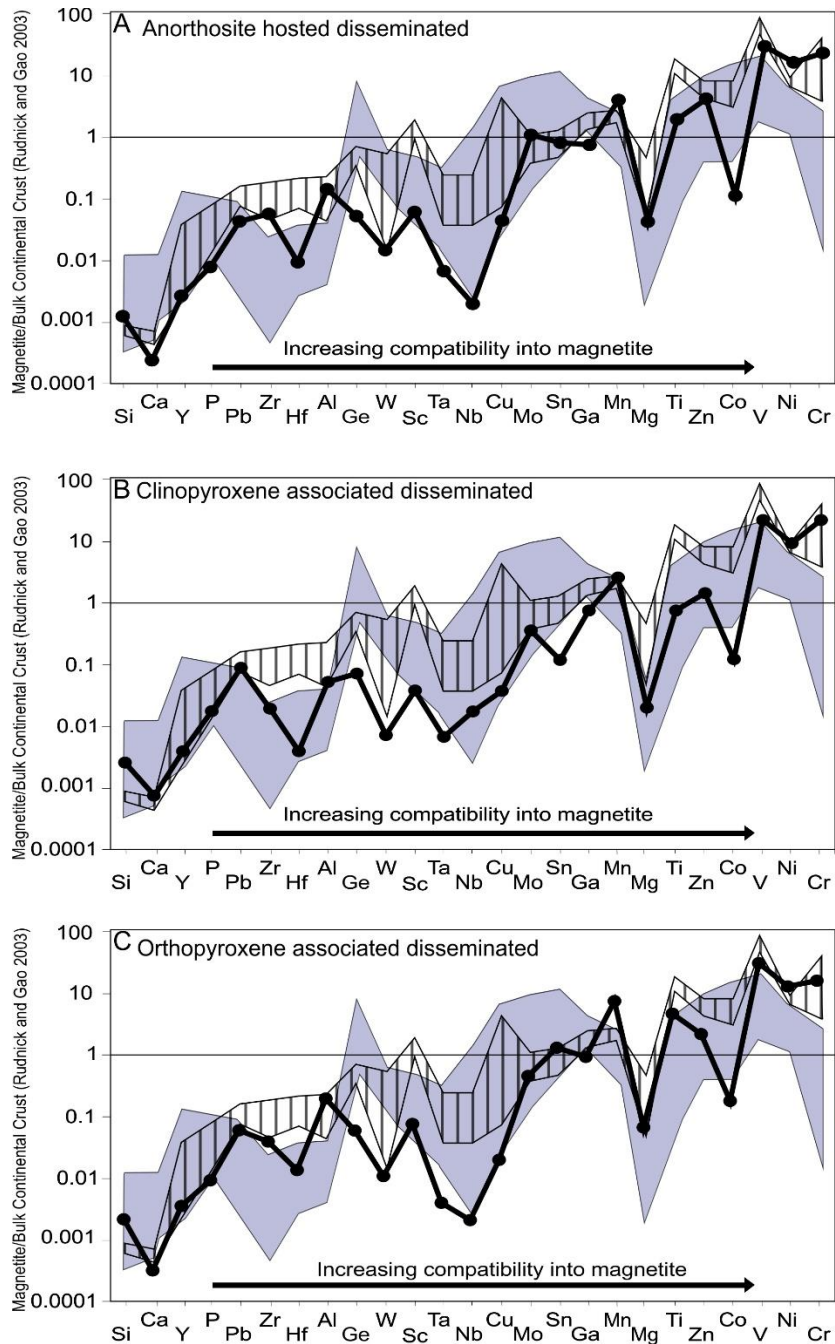 A Anorthosite hosted disseminated
Magnetite/Bulk Continental Crust (Rudnick and Gao 2003)
100
10
1
0.1
0.01
0.001
0.0001
Increasing compatibility into magnetite
Si Ca Y P Pb Zr Hf Al Ge W Sc Ta Nb Cu Mo Sn Ga Mn Mg Ti Zn Co V Ni Cr
B Clinopyroxene associated disseminated
Magnetite/Bulk Continental Crust (Rudnick and Gao 2003)
100
10
1
0.1
0.01
0.001
0.0001
Increasing compatibility into magnetite
Si Ca Y P Pb Zr Hf Al Ge W Sc Ta Nb Cu Mo Sn Ga Mn Mg Ti Zn Co V Ni Cr
C Orthopyroxene associated disseminated
Magnetite/Bulk Continental Crust (Rudnick and Gao 2003)
100
10
1
0.1
0.01
0.001
0.0001
Increasing compatibility into magnetite
Si Ca Y P Pb Zr Hf Al Ge W Sc Ta Nb Cu Mo Sn Ga Mn Mg Ti Zn Co V Ni Cr